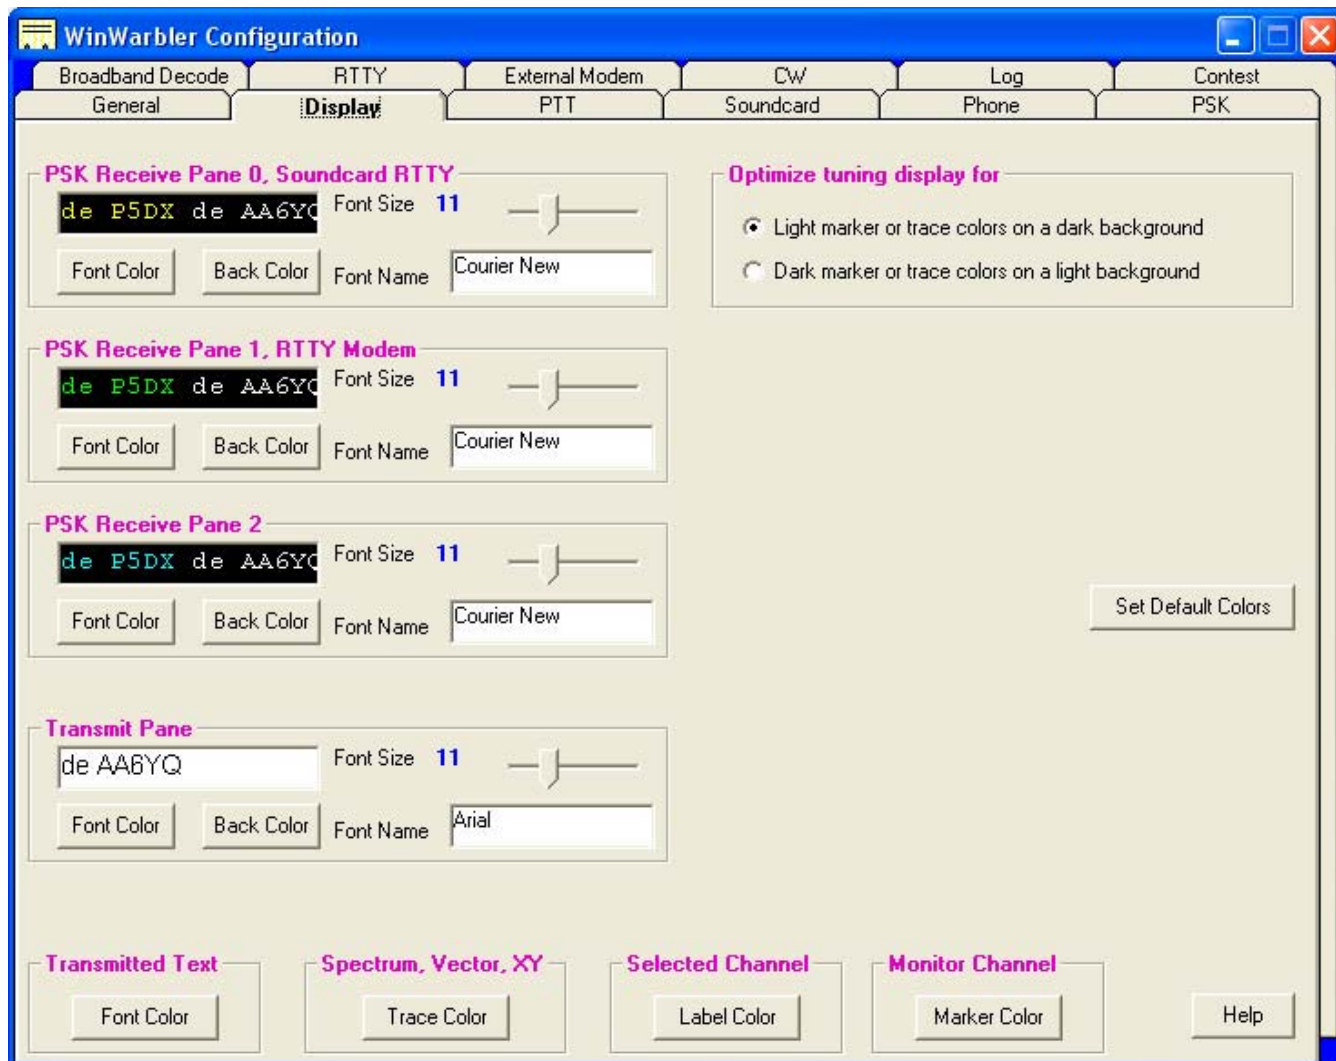 WinWarbler Configuration
Broadband Decode RTTY External Modem CW Log Contest
General Display PTT Soundcard Phone PSK
PSK Receive Pane 0, Soundcard RTTY
de P5DX de AA6YQ
Font Size 11
Font Color Back Color Font Name Courier New
Optimize tuning display for
Light marker or trace colors on a dark background
Dark marker or trace colors on a light background
PSK Receive Pane 1, RTTY Modem
de P5DX de AA6YQ
Font Size 11
Font Color Back Color Font Name Courier New
PSK Receive Pane 2
de P5DX de AA6YQ
Font Size 11
Font Color Back Color Font Name Courier New
Set Default Colors
Transmit Pane
de AA6YQ
Font Size 11
Font Color Back Color Font Name Arial
Transmitted Text
Font Color
Spectrum, Vector, XY
Trace Color
Selected Channel
Label Color
Monitor Channel
Marker Color
Help